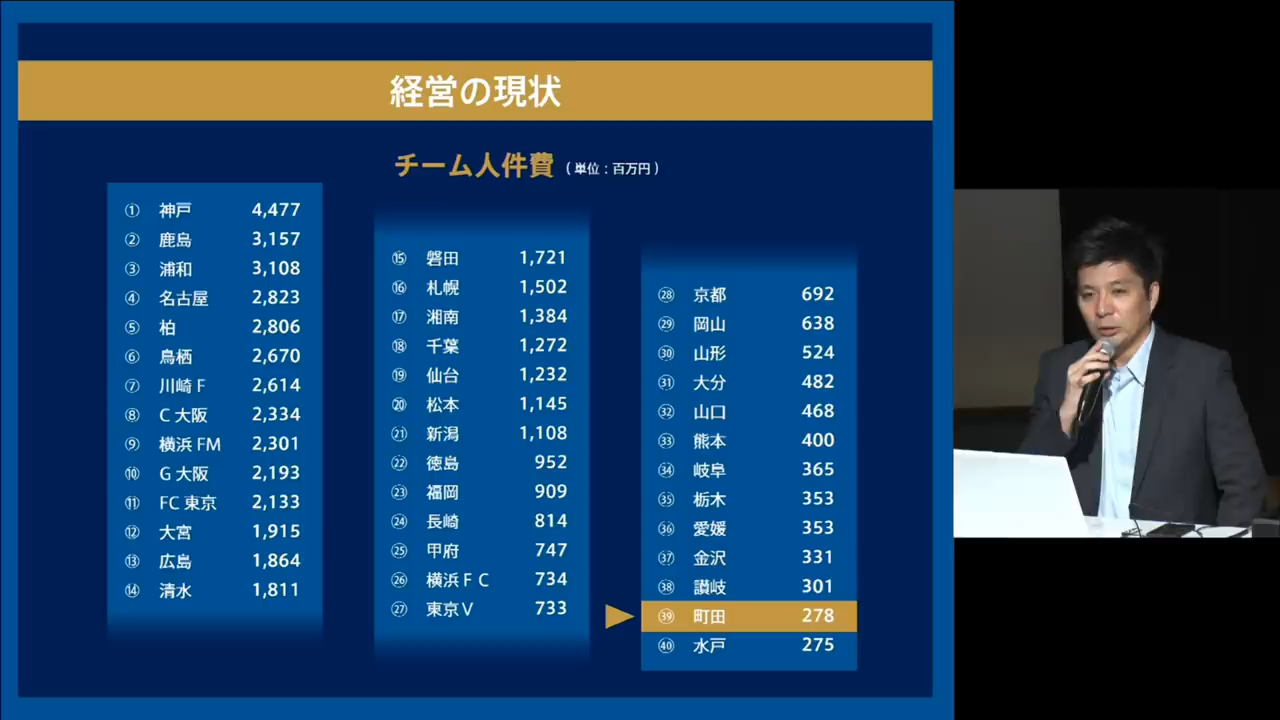 経営の現状
チーム人件費 (単位:百万円)
① 神戸 4,477
② 鹿島 3,157
③ 浦和 3,108
④ 名古屋 2,823
⑤ 柏 2,806
⑥ 鳥栖 2,670
⑦ 川崎F 2,614
⑧ C大阪 2,334
⑨ 横浜FM 2,301
⑩ G大阪 2,193
⑪ FC東京 2,133
⑫ 大宮 1,915
⑬ 広島 1,864
⑭ 清水 1,811
⑮ 磐田 1,721
⑯ 札幌 1,502
⑰ 湘南 1,384
⑱ 千葉 1,272
⑲ 仙台 1,232
⑳ 松本 1,145
㉑ 新潟 1,108
㉒ 徳島 952
㉓ 福岡 909
㉔ 長崎 814
㉕ 甲府 747
㉖ 横浜FC 734
㉗ 東京V 733
㉘ 京都 692
㉙ 岡山 638
㉚ 山形 524
㉛ 大分 482
㉜ 山口 468
㉝ 熊本 400
㉞ 岐阜 365
㉟ 栃木 353
㊱ 愛媛 353
㊲ 金沢 331
㊳ 讃岐 301
㊴ 町田 278
㊵ 水戸 275